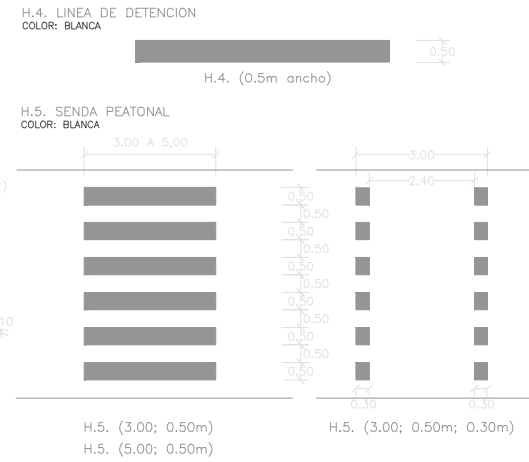 H.4. LINEA DE DETENCION
COLOR: BLANCA
0.50
H.4. (0.5m ancho)
H.5. SENDA PEATONAL
COLOR: BLANCA
3.00 A 5.00
3.00
2.40
0.50
0.50
0.50
0.50
0.50
0.50
0.50
0.50
0.50
0.50
0.50
10
0.30
0.30
H.5. (3.00; 0.50m)
H.5. (3.00; 0.50m; 0.30m)
H.5. (5.00; 0.50m)